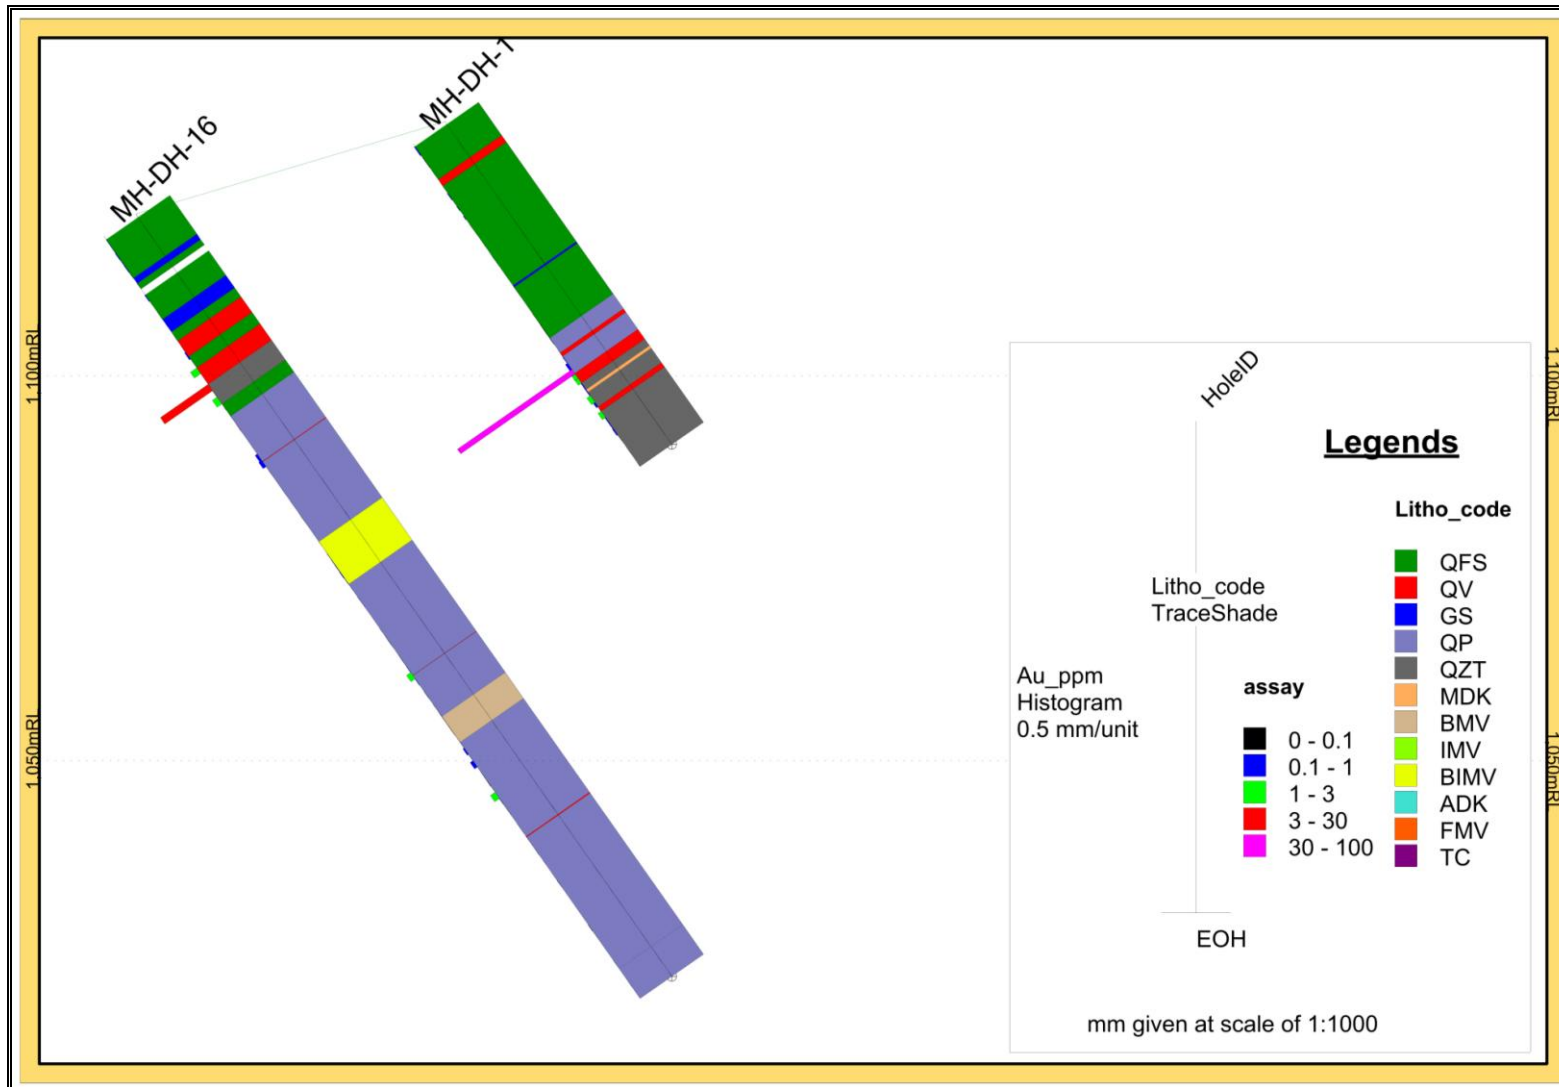 MH-DH-16
MH-DH-1
1,100mRL
1,100mRL
1,050mRL
1,050mRL
HoleID
Legends
Litho_code
QFS
QV
GS
QP
QZT
MDK
BMV
IMV
BIMV
ADK
FMV
TC
Litho_code
TraceShade
Au_ppm
Histogram
0.5 mm/unit
assay
0 - 0.1
0.1 - 1
1 - 3
3 - 30
30 - 100
EOH
mm given at scale of 1:1000